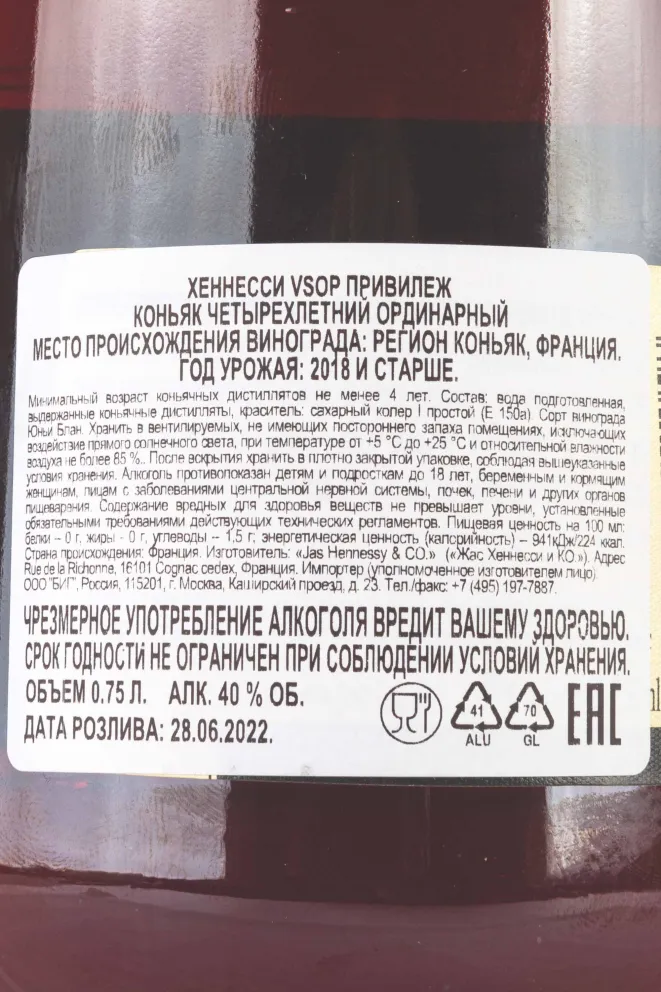 ХЕННЕССИ VSOP ПРИВИЛЕЖ
КОНЬЯК ЧЕТЫРЕХЛЕТНИЙ ОРДИНАРНЫЙ
МЕСТО ПРОИСХОЖДЕНИЯ ВИНОГРАДА: РЕГИОН КОНЬЯК, ФРАНЦИЯ.
ГОД УРОЖАЯ: 2018 И СТАРШЕ.
Минимальный возраст коньячных дистиллятов не менее 4 лет. Состав: вода подготовленная,
выдержанные коньячные дистилляты, краситель: сахарный колер I простой (Е 150а). Сорт винограда
Юньи Блан. Хранить в вентилируемых, не имеющих постороннего запаха помещениях, исключающих
воздействие прямого солнечного света, при температуре от +5 °С до +25 °С и относительной влажности
воздуха не более 85 %.. После вскрытия хранить в плотно закрытой упаковке, соблюдая вышеуказанные
условия хранения. Алкоголь противопоказан детям и подросткам до 18 лет, беременным и кормящим
женщинам, лицам с заболеваниями центральной нервной системы, почек, печени и других органов
пищеварения. Содержание вредных для здоровья веществ не превышает уровни, установленные
обязательными требованиями действующих технических регламентов. Пищевая ценность на 100 мл:
белки – 0 г, жиры - 0 г, углеводы – 1,5 г; энергетическая ценность (калорийность) – 941кДж/224 ккал.
Страна происхождения: Франция. Изготовитель: «Jas Hennessy & CO.» («Жас Хеннесси и КО.»). Адрес
Rue de la Richonne, 16101 Cognac cedex, Франция. Импортер (уполномоченное изготовителем лицо)
ООО "БИГ", Россия, 115201, г. Москва, Каширский проезд, д. 23. Тел./факс: +7 (495) 197-7887.
ЧРЕЗМЕРНОЕ УПОТРЕБЛЕНИЕ АЛКОГОЛЯ ВРЕДИТ ВАШЕМУ ЗДОРОВЬЮ.
СРОК ГОДНОСТИ НЕ ОГРАНИЧЕН ПРИ СОБЛЮДЕНИИ УСЛОВИЙ ХРАНЕНИЯ.
ОБЪЕМ 0.75 Л. АЛК. 40 % ОБ.
ДАТА РОЗЛИВА: 28.06.2022.
41 70 EAC
ALU GL